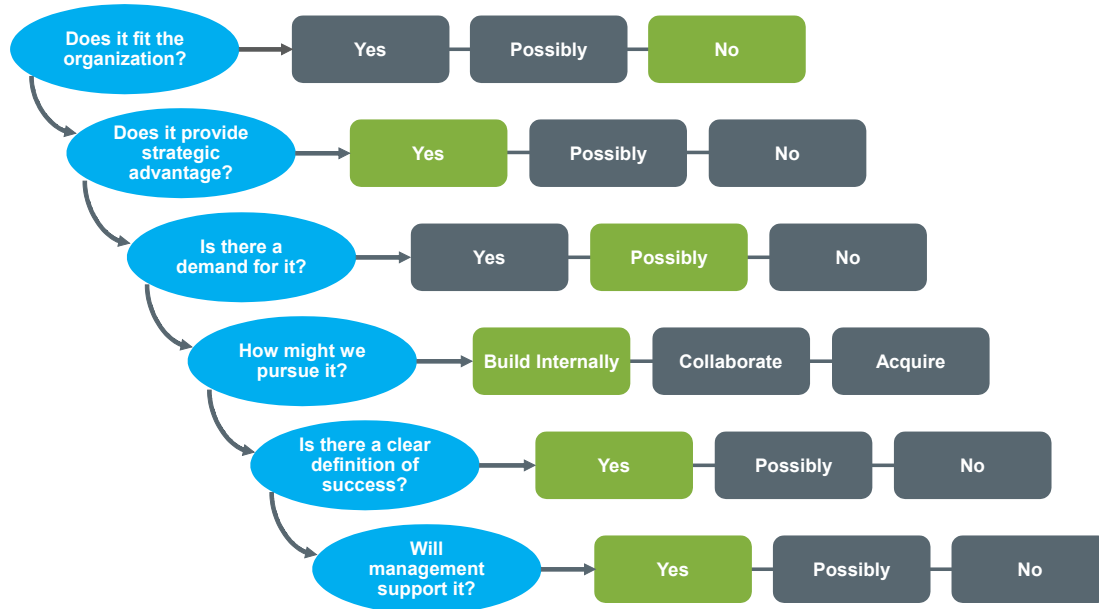 Does it fit the
organization?
Yes
Possibly
No
Does it provide
strategic
advantage?
Yes
Possibly
No
Is there a
demand for it?
Yes
Possibly
No
How might we
pursue it?
Build Internally
Collaborate
Acquire
Is there a clear
definition of
success?
Yes
Possibly
No
Will
management
support it?
Yes
Possibly
No